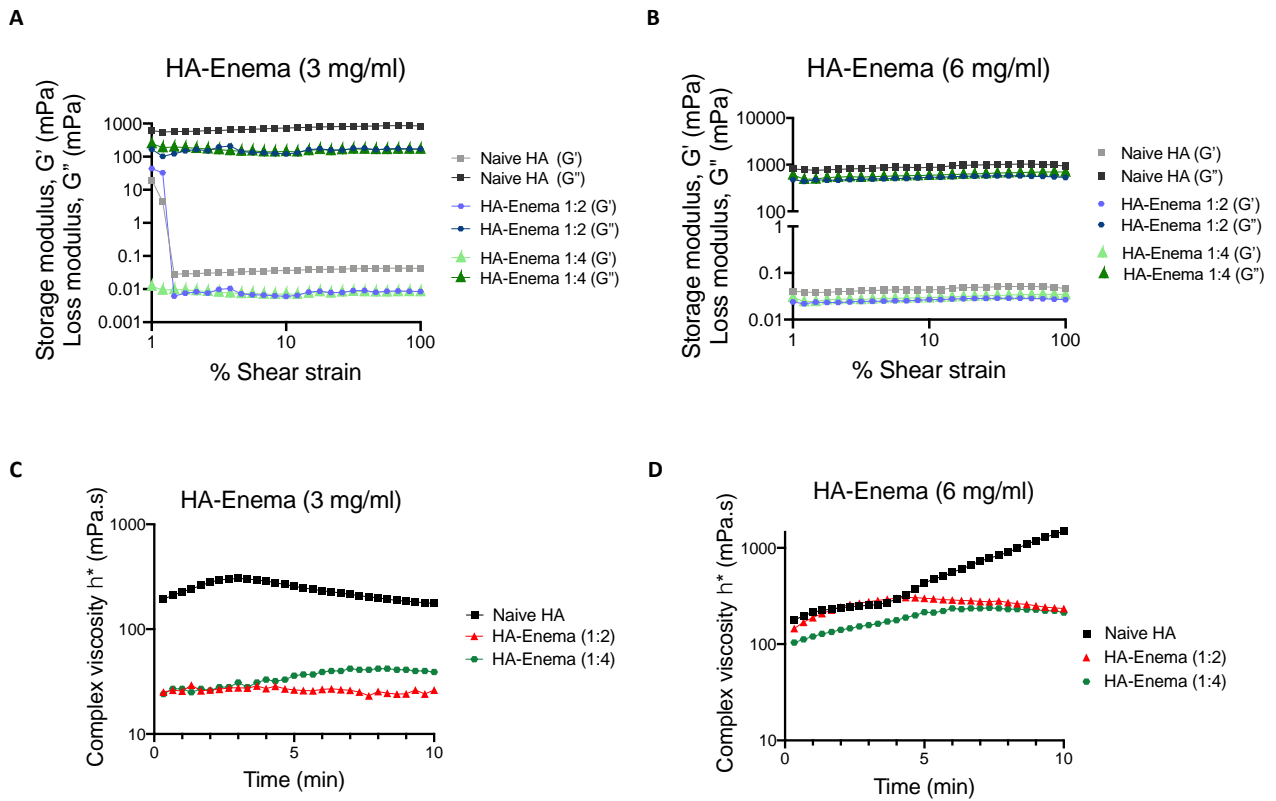 A
HA-Enema (3 mg/ml)
Storage modulus, G' (mPa)
Loss modulus, G" (mPa)
1000
100
10
1
0.1
0.01
0.001
1
10
100
% Shear strain
Naive HA (G')
Naive HA (G")
HA-Enema 1:2 (G')
HA-Enema 1:2 (G")
HA-Enema 1:4 (G')
HA-Enema 1:4 (G")
B
HA-Enema (6 mg/ml)
Storage modulus, G' (mPa)
Loss modulus, G" (mPa)
10000
1000
100
1
0.1
0.01
1
10
100
% Shear strain
Naive HA (G')
Naive HA (G")
HA-Enema 1:2 (G')
HA-Enema 1:2 (G")
HA-Enema 1:4 (G')
HA-Enema 1:4 (G")
C
HA-Enema (3 mg/ml)
Complex viscosity h* (mPa.s)
1000
100
10
0
5
10
Time (min)
Naive HA
HA-Enema (1:2)
HA-Enema (1:4)
D
HA-Enema (6 mg/ml)
Complex viscosity h* (mPa.s)
1000
100
10
0
5
10
Time (min)
Naive HA
HA-Enema (1:2)
HA-Enema (1:4)